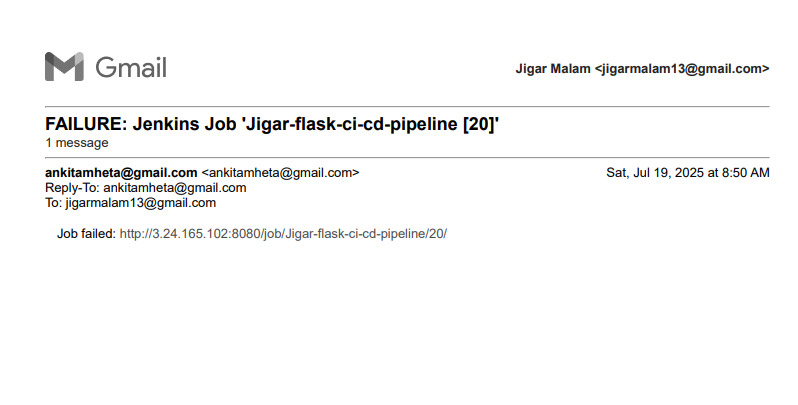 Gmail
Jigar Malam <jigarmalam13@gmail.com>
FAILURE: Jenkins Job 'Jigar-flask-ci-cd-pipeline [20]'
1 message
ankitamheta@gmail.com <ankitamheta@gmail.com> Sat, Jul 19, 2025 at 8:50 AM
Reply-To: ankitamheta@gmail.com
To: jigarmalam13@gmail.com
Job failed: http://3.24.165.102:8080/job/Jigar-flask-ci-cd-pipeline/20/